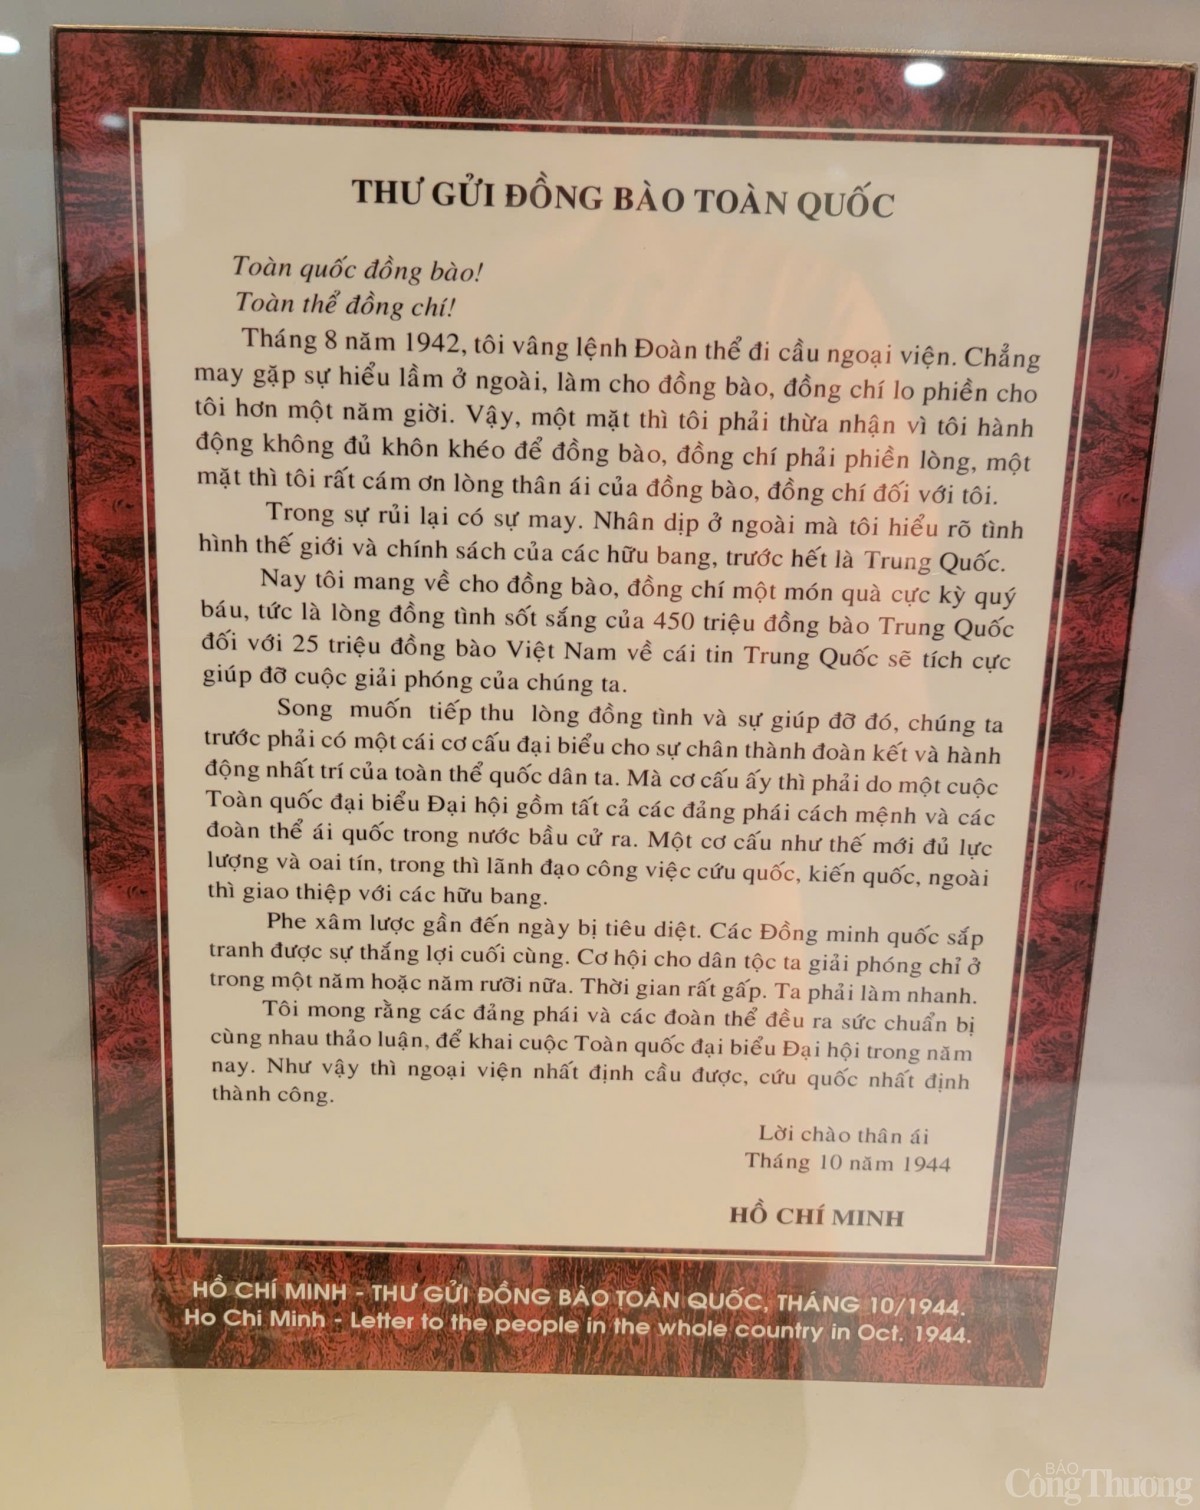 THƯ GỬI ĐỒNG BÀO TOÀN QUỐC
Toàn quốc đồng bào!
Toàn thể đồng chí!
Tháng 8 năm 1942, tôi vâng lệnh Đoàn thể đi cầu ngoại viện. Chẳng
may gặp sự hiểu lầm ở ngoài, làm cho đồng bào, đồng chí lo phiền cho
tôi hơn một năm giời. Vậy, một mặt thì tôi phải thừa nhận vì tôi hành
động không đủ khôn khéo để đồng bào, đồng chí phải phiền lòng, một
mặt thì tôi rất cám ơn lòng thân ái của đồng bào, đồng chí đối với tôi.
Trong sự rủi lại có sự may. Nhân dịp ở ngoài mà tôi hiểu rõ tình
hình thế giới và chính sách của các hữu bang, trước hết là Trung Quốc.
Nay tôi mang về cho đồng bào, đồng chí một món quà cực kỳ quý
báu, tức là lòng đồng tình sốt sắng của 450 triệu đồng bào Trung Quốc
đối với 25 triệu đồng bào Việt Nam về cái tin Trung Quốc sẽ tích cực
giúp đỡ cuộc giải phóng của chúng ta.
Song muốn tiếp thu lòng đồng tình và sự giúp đỡ đó, chúng ta
trước phải có một cái cơ cấu đại biểu cho sự chân thành đoàn kết và hành
động nhất trí của toàn thể quốc dân ta. Mà cơ cấu ấy thì phải do một cuộc
Toàn quốc đại biểu Đại hội gồm tất cả các đảng phái cách mệnh và các
đoàn thể ái quốc trong nước bầu cử ra. Một cơ cấu như thế mới đủ lực
lượng và oai tín, trong thì lãnh đạo công việc cứu quốc, kiến quốc, ngoài
thì giao thiệp với các hữu bang.
Phe xâm lược gần đến ngày bị tiêu diệt. Các Đồng minh quốc sắp
tranh được sự thắng lợi cuối cùng. Cơ hội cho dân tộc ta giải phóng chỉ ở
trong một năm hoặc năm rưỡi nữa. Thời gian rất gấp. Ta phải làm nhanh.
Tôi mong rằng các đảng phái và các đoàn thể đều ra sức chuẩn bị
cùng nhau thảo luận, để khai cuộc Toàn quốc đại biểu Đại hội trong năm
nay. Như vậy thì ngoại viện nhất định cầu được, cứu quốc nhất định
thành công.
Lời chào thân ái
Tháng 10 năm 1944
HỒ CHÍ MINH
HỒ CHÍ MINH - THƯ GỬI ĐỒNG BÀO TOÀN QUỐC, THÁNG 10/1944.
Ho Chi Minh - Letter to the people in the whole country in Oct. 1944.
BÁO
Công Thương